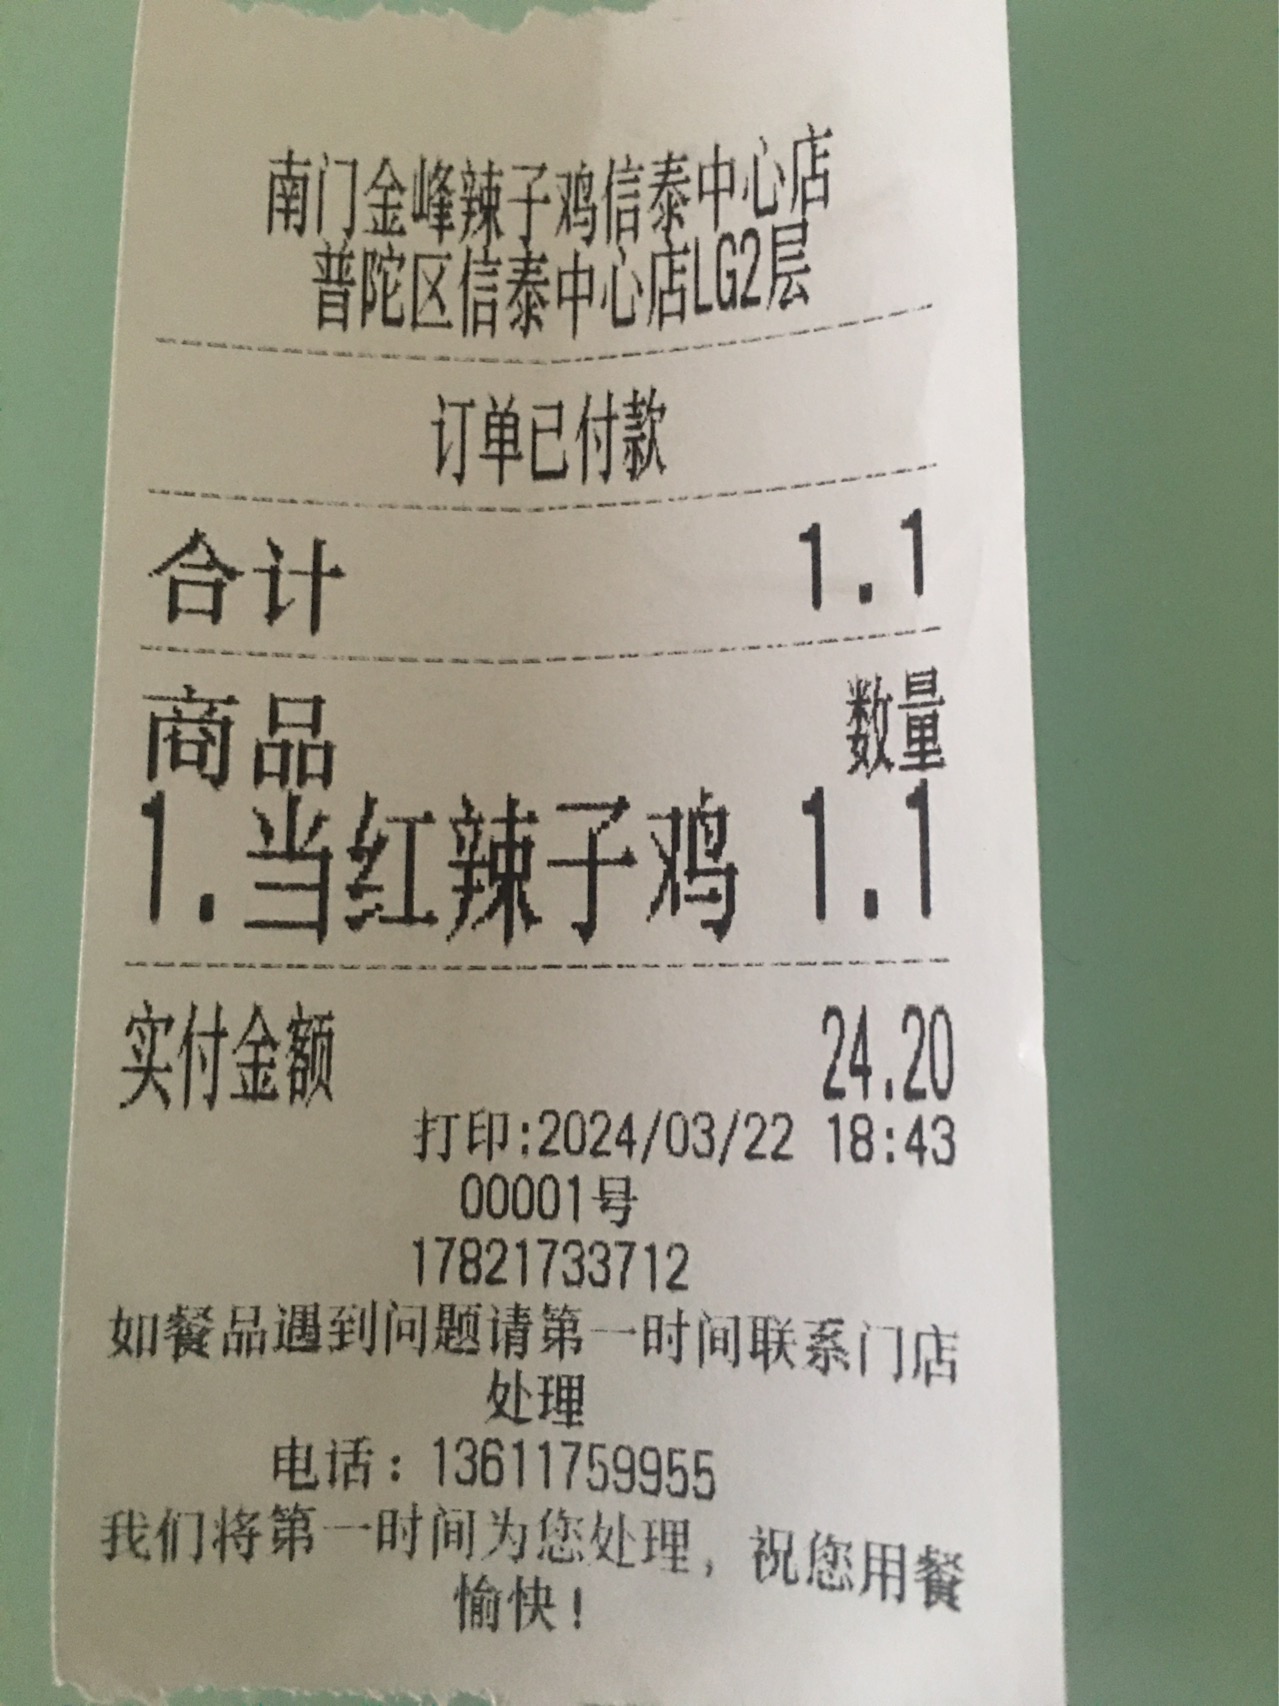 南门金峰辣子鸡信泰中心店
普陀区信泰中心店LG2层
订单已付款
合计 1.1
商品 数量
1.当红辣子鸡 1.1
实付金额 24.20
打印:2024/03/22 18:43
00001号
17821733712
如餐品遇到问题请第一时间联系门店
处理
电话：13611759955
我们将第一时间为您处理，祝您用餐
愉快！